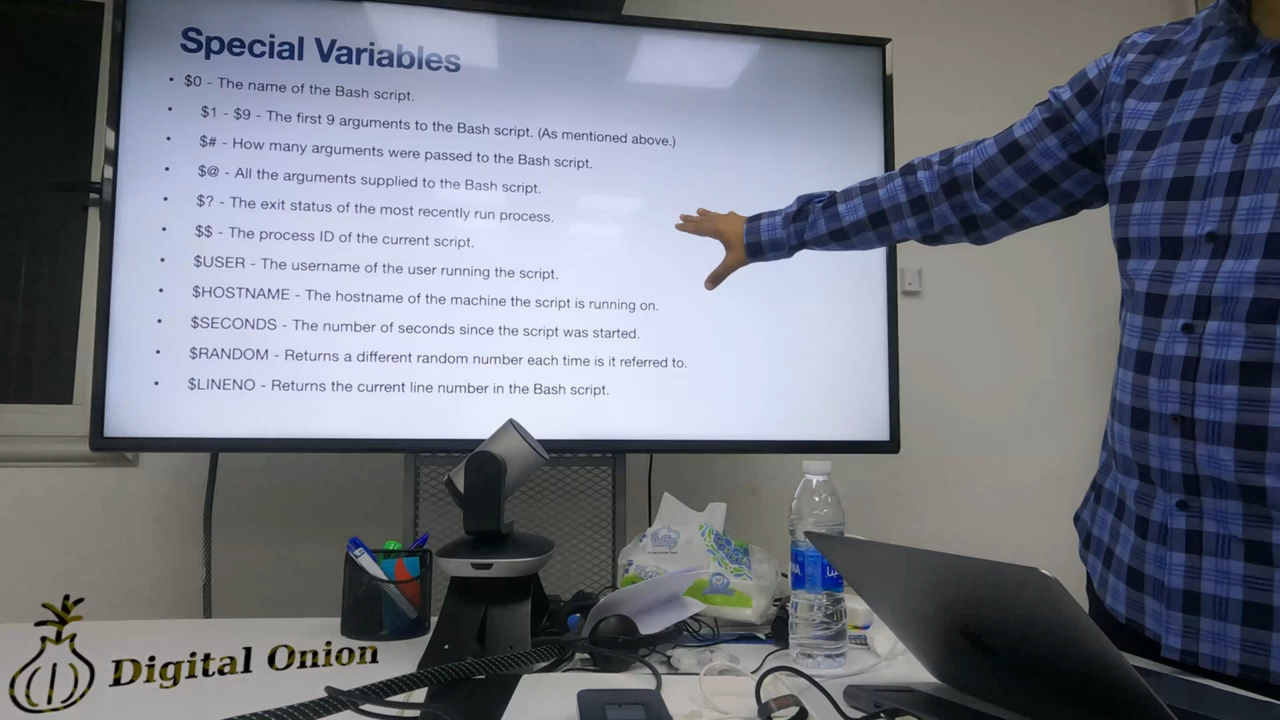 Special Variables
• $0 - The name of the Bash script.
• $1 - $9 - The first 9 arguments to the Bash script. (As mentioned above.)
• $# - How many arguments were passed to the Bash script.
• $@ - All the arguments supplied to the Bash script.
• $? - The exit status of the most recently run process.
• $$ - The process ID of the current script.
• $USER - The username of the user running the script.
• $HOSTNAME - The hostname of the machine the script is running on.
• $SECONDS - The number of seconds since the script was started.
• $RANDOM - Returns a different random number each time is it referred to.
• $LINENO - Returns the current line number in the Bash script.
Digital Onion